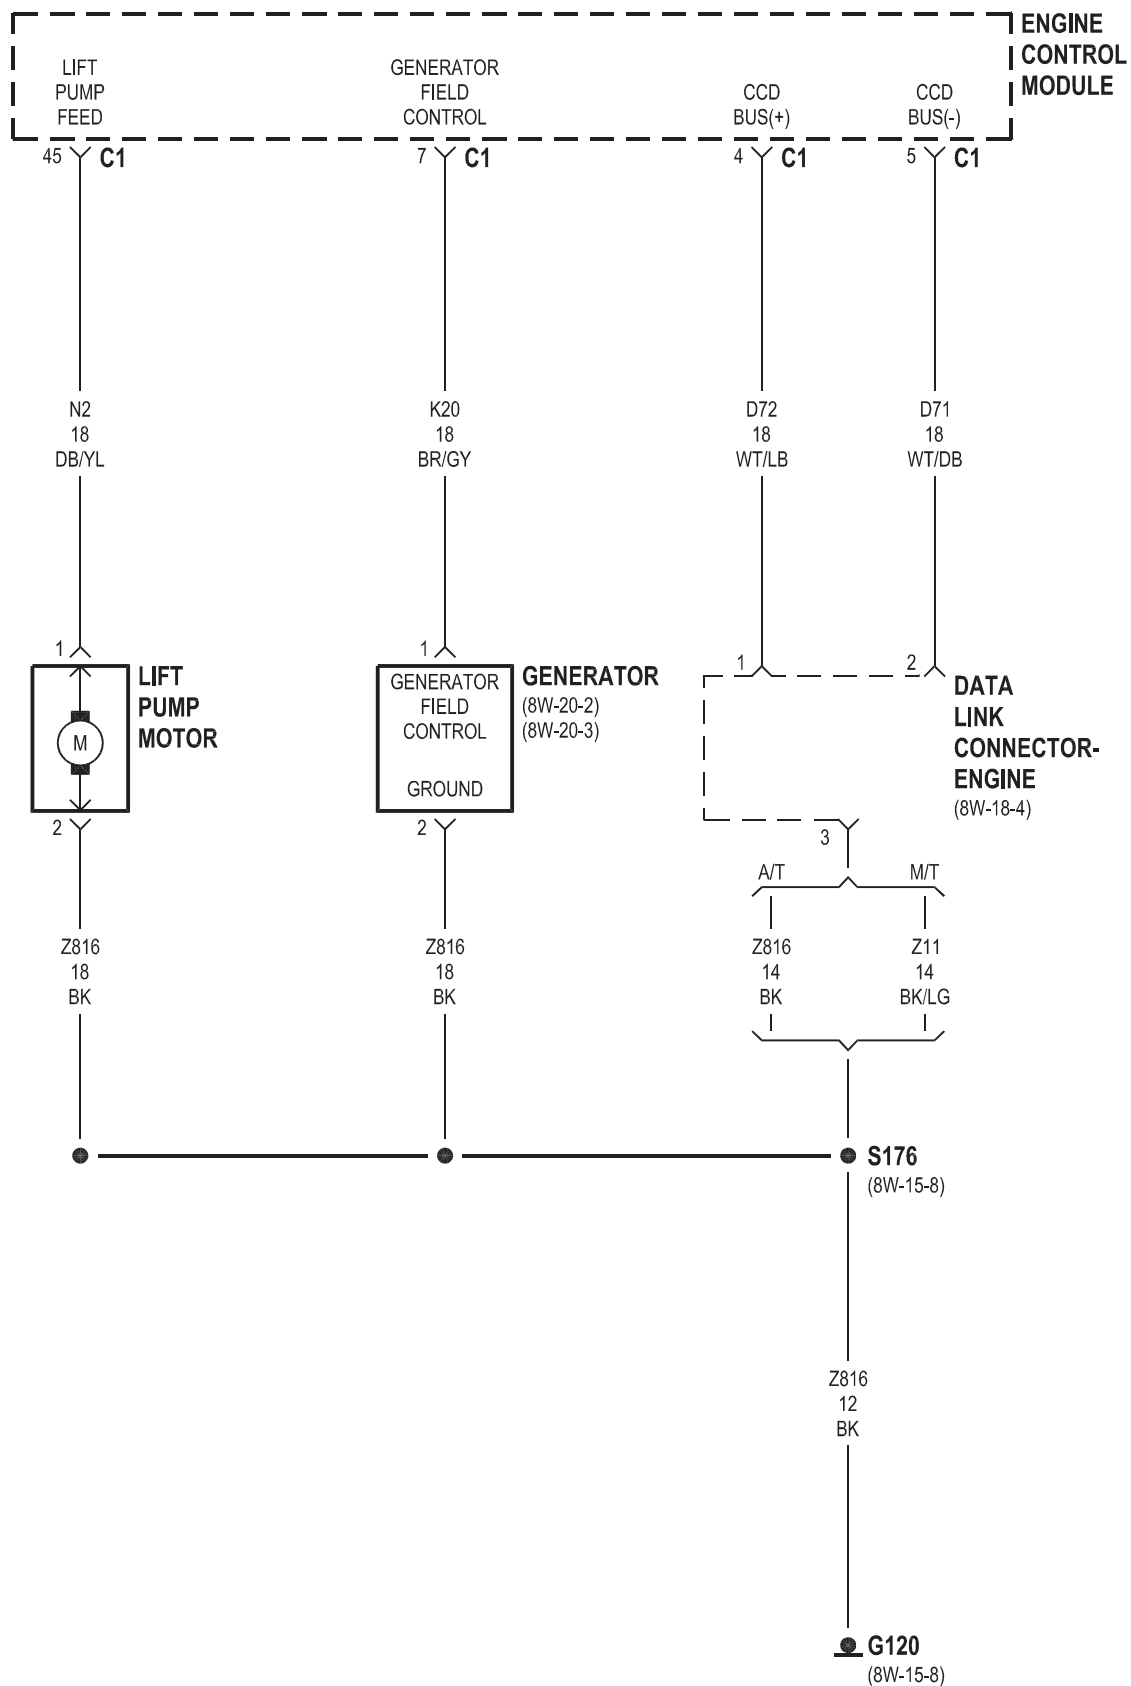 ENGINE
CONTROL
MODULE
LIFT
PUMP
FEED
GENERATOR
FIELD
CONTROL
CCD
BUS(+)
CCD
BUS(-)
45 C1
7 C1
4 C1
5 C1
N2
18
DB/YL
K20
18
BR/GY
D72
18
WT/LB
D71
18
WT/DB
1
1
1
2
LIFT
PUMP
MOTOR
M
GENERATOR
FIELD
CONTROL
GROUND
GENERATOR
(8W-20-2)
(8W-20-3)
DATA
LINK
CONNECTOR-
ENGINE
(8W-18-4)
2
2
3
A/T
M/T
Z816
18
BK
Z816
18
BK
Z816
14
BK
Z11
14
BK/LG
S176
(8W-15-8)
Z816
12
BK
G120
(8W-15-8)